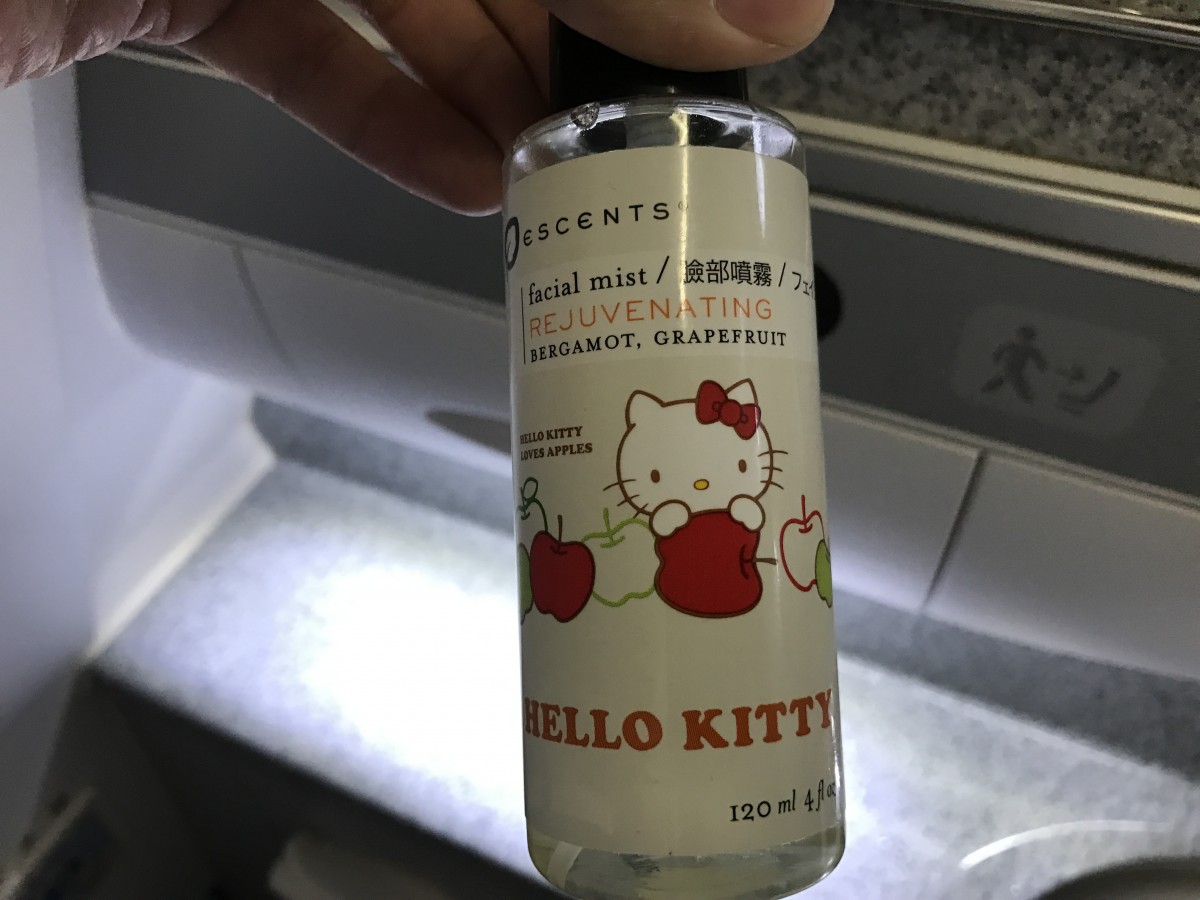 ESCENTS®
facial mist / 臉部噴霧 / フェイ
REJUVENATING
BERGAMOT, GRAPEFRUIT
HELLO KITTY
LOVES APPLES
HELLO KITTY
120 ml 4 fl oz